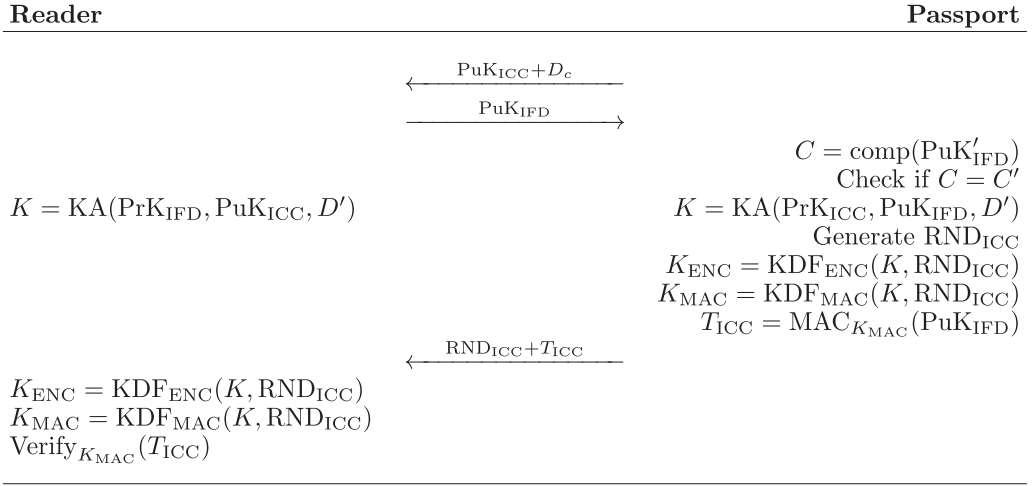 Reader Passport
PuK_ICC+D_c
PuK_IFD
C = comp(PuK′_IFD)
Check if C = C′
K = KA(PrK_IFD, PuK_ICC, D′) K = KA(PrK_ICC, PuK_IFD, D′)
Generate RND_ICC
K_ENC = KDF_ENC(K, RND_ICC)
K_MAC = KDF_MAC(K, RND_ICC)
T_ICC = MAC_K_MAC(PuK_IFD)
RND_ICC+T_ICC
K_ENC = KDF_ENC(K, RND_ICC)
K_MAC = KDF_MAC(K, RND_ICC)
Verify_K_MAC(T_ICC)